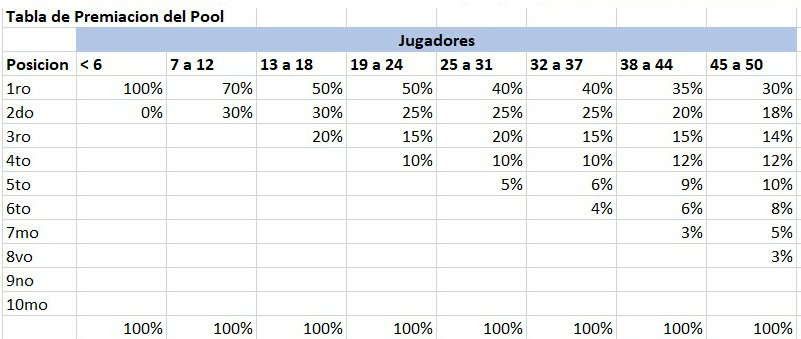 Tabla de Premiacion del Pool
Jugadores
Posicion < 6 7 a 12 13 a 18 19 a 24 25 a 31 32 a 37 38 a 44 45 a 50
1ro 100% 70% 50% 50% 40% 40% 35% 30%
2do 0% 30% 30% 25% 25% 25% 20% 18%
3ro 20% 15% 20% 15% 15% 14%
4to 10% 10% 10% 12% 12%
5to 5% 6% 9% 10%
6to 4% 6% 8%
7mo 3% 5%
8vo 3%
9no
10mo
100% 100% 100% 100% 100% 100% 100% 100%